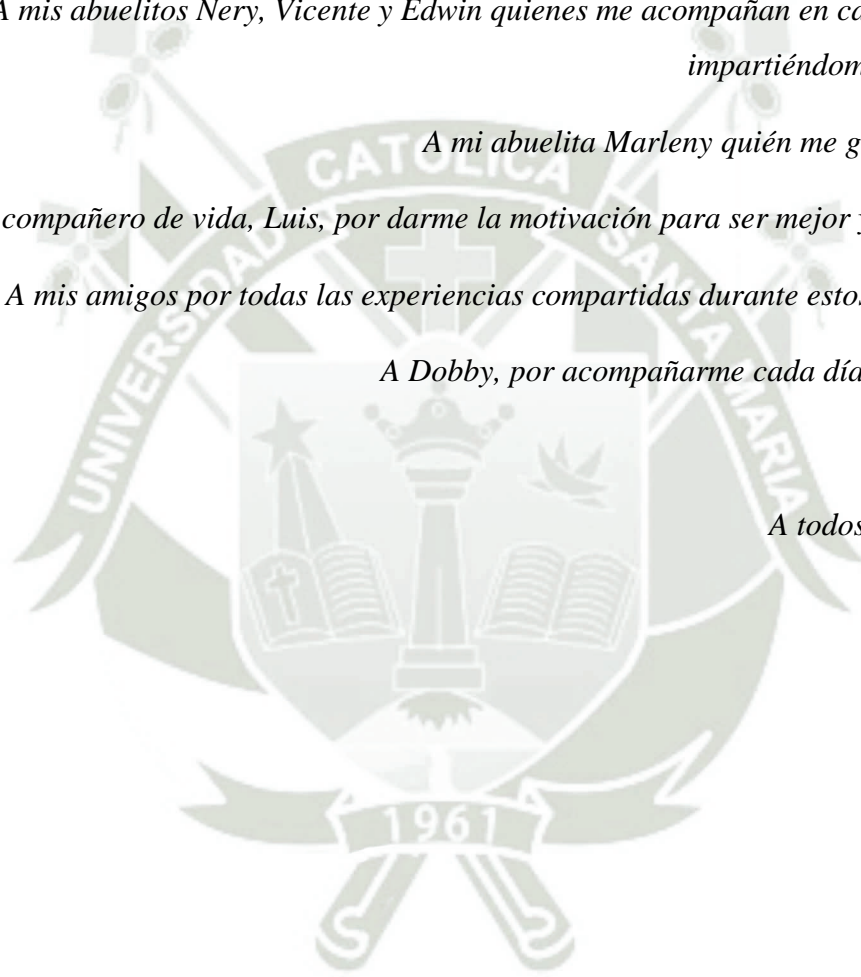 A mis abuelitos Nery, Vicente y Edwin quienes me acompañan en
impartiéndom
A mi abuelita Marleny quién me g
compañero de vida, Luis, por darme la motivación para ser mejor y
A mis amigos por todas las experiencias compartidas durante estos
A Dobby, por acompañarme cada día
A todos
UNIVERSIDAD CATOLICA SANTA MARIA
1961